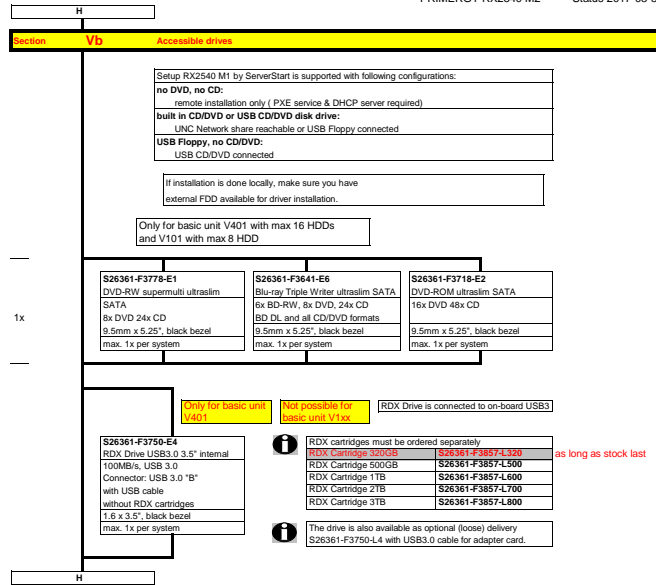 PRIMERGY RX2540 M2
H
Section Vb Accessible drives
Setup RX2540 M1 by ServerStart is supported with following configurations:
no DVD, no CD:
remote installation only ( PXE service & DHCP server required)
built in CD/DVD or USB CD/DVD disk drive:
UNC Network share reachable or USB Floppy connected
USB Floppy, no CD/DVD:
USB CD/DVD connected
If installation is done locally, make sure you have
external FDD available for driver installation.
Only for basic unit V401 with max 16 HDDs
and V101 with max 8 HDD
1x
S26361-F3778-E1
DVD-RW supermulti ultraslim
SATA
8x DVD 24x CD
9.5mm x 5.25", black bezel
max. 1x per system
S26361-F3641-E6
Blu-ray Triple Writer ultraslim SATA
6x BD-RW, 8x DVD, 24x CD
BD DL and all CD/DVD formats
9.5mm x 5.25", black bezel
max. 1x per system
S26361-F3718-E2
DVD-ROM ultraslim SATA
16x DVD 48x CD
9.5mm x 5.25", black bezel
max. 1x per system
Only for basic unit
V401
Not possible for
basic unit V1xx
RDX Drive is connected to on-board USB3
S26361-F3750-E4
RDX Drive USB3.0 3.5" internal
100MB/s, USB 3.0
Connector: USB 3.0 "B"
with USB cable
without RDX cartridges
1.6 x 3.5", black bezel
max. 1x per system
RDX cartridges must be ordered separately
RDX Cartridge 320GB S26361-F3857-L320 as long as stock last
RDX Cartridge 500GB S26361-F3857-L500
RDX Cartridge 1TB S26361-F3857-L600
RDX Cartridge 2TB S26361-F3857-L700
RDX Cartridge 3TB S26361-F3857-L800
The drive is also available as optional (loose) delivery
S26361-F3750-L4 with USB3.0 cable for adapter card.
H